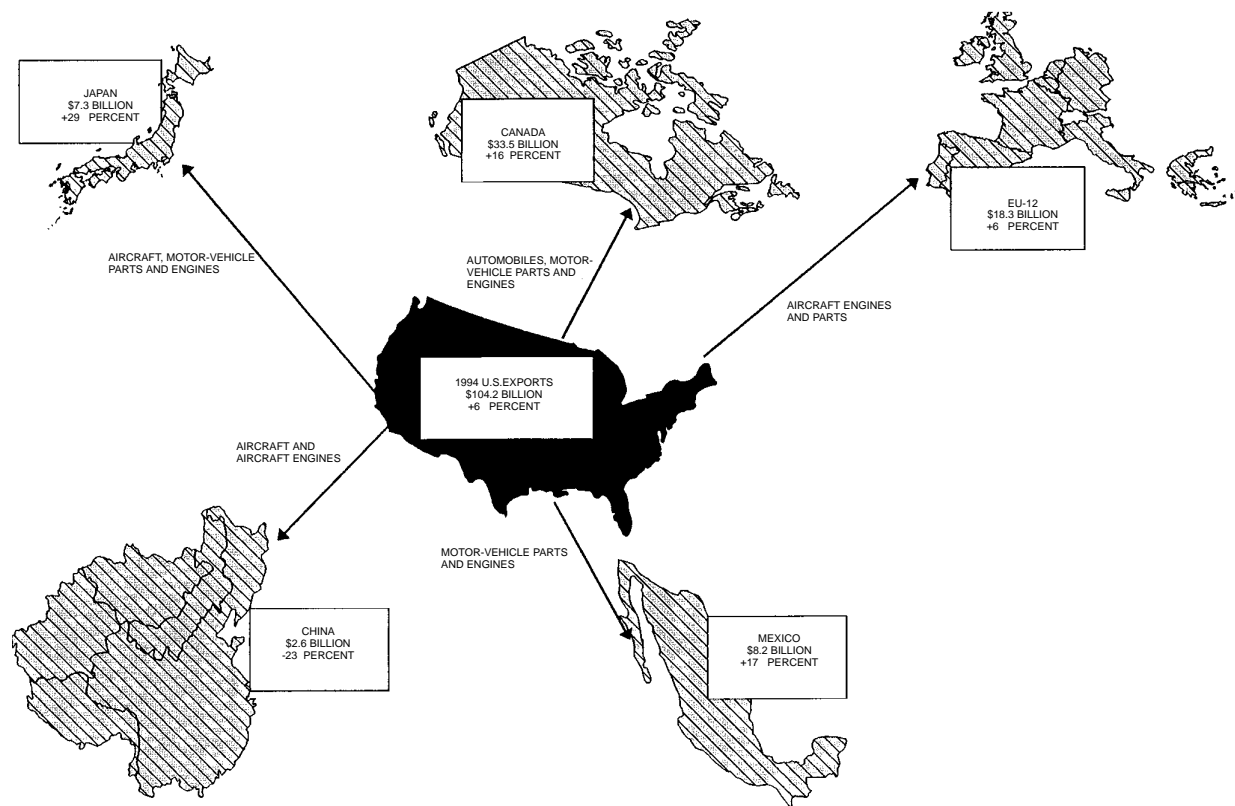 JAPAN
$7.3 BILLION
+29 PERCENT
CANADA
$33.5 BILLION
+16 PERCENT
EU-12
$18.3 BILLION
+6 PERCENT
AIRCRAFT, MOTOR-VEHICLE
PARTS AND ENGINES
AUTOMOBILES, MOTOR-
VEHICLE PARTS AND
ENGINES
AIRCRAFT ENGINES
AND PARTS
1994 U.S.EXPORTS
$104.2 BILLION
+6 PERCENT
AIRCRAFT AND
AIRCRAFT ENGINES
MOTOR-VEHICLE PARTS
AND ENGINES
CHINA
$2.6 BILLION
-23 PERCENT
MEXICO
$8.2 BILLION
+17 PERCENT